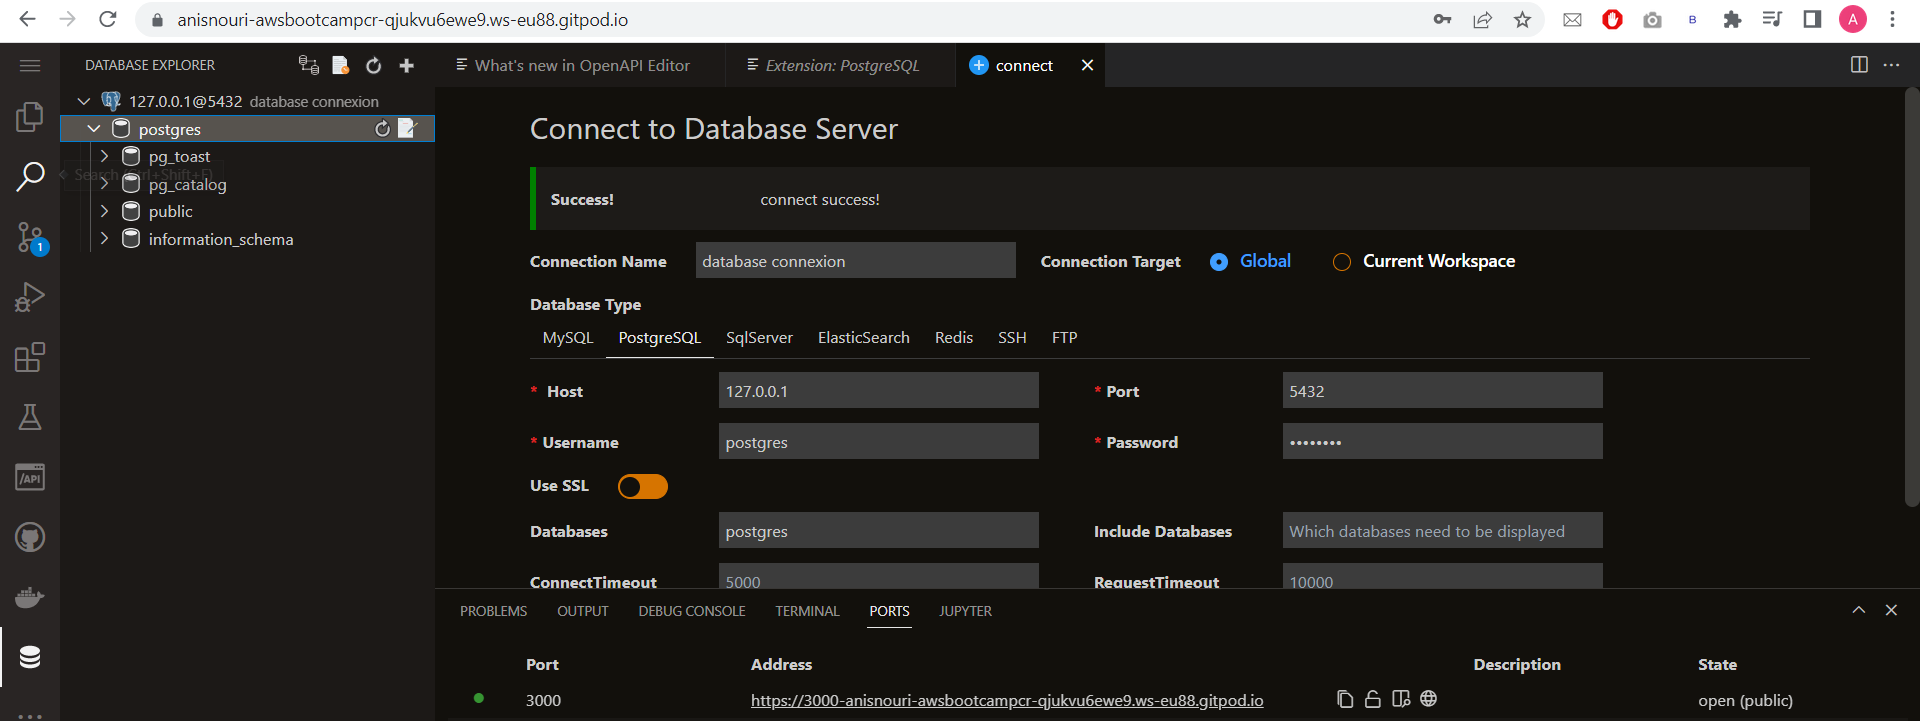 anisnouri-awsbootcampcr-qjukvu6ewe9.ws-eu88.gitpod.io
B
A
DATABASE EXPLORER
What's new in OpenAPI Editor
Extension: PostgreSQL
connect
127.0.0.1@5432 database connexion
postgres
pg_toast
Search (Ctrl+Shift+F)
pg_catalog
public
information_schema
1
/API
Connect to Database Server
Success! connect success!
Connection Name database connexion Connection Target Global Current Workspace
Database Type
MySQL PostgreSQL SqlServer ElasticSearch Redis SSH FTP
* Host 127.0.0.1 * Port 5432
* Username postgres * Password ••••••••
Use SSL
Databases postgres Include Databases Which databases need to be displayed
ConnectTimeout 5000 RequestTimeout 10000
PROBLEMS OUTPUT DEBUG CONSOLE TERMINAL PORTS JUPYTER
Port Address Description State
3000 https://3000-anisnouri-awsbootcampcr-qjukvu6ewe9.ws-eu88.gitpod.io open (public)